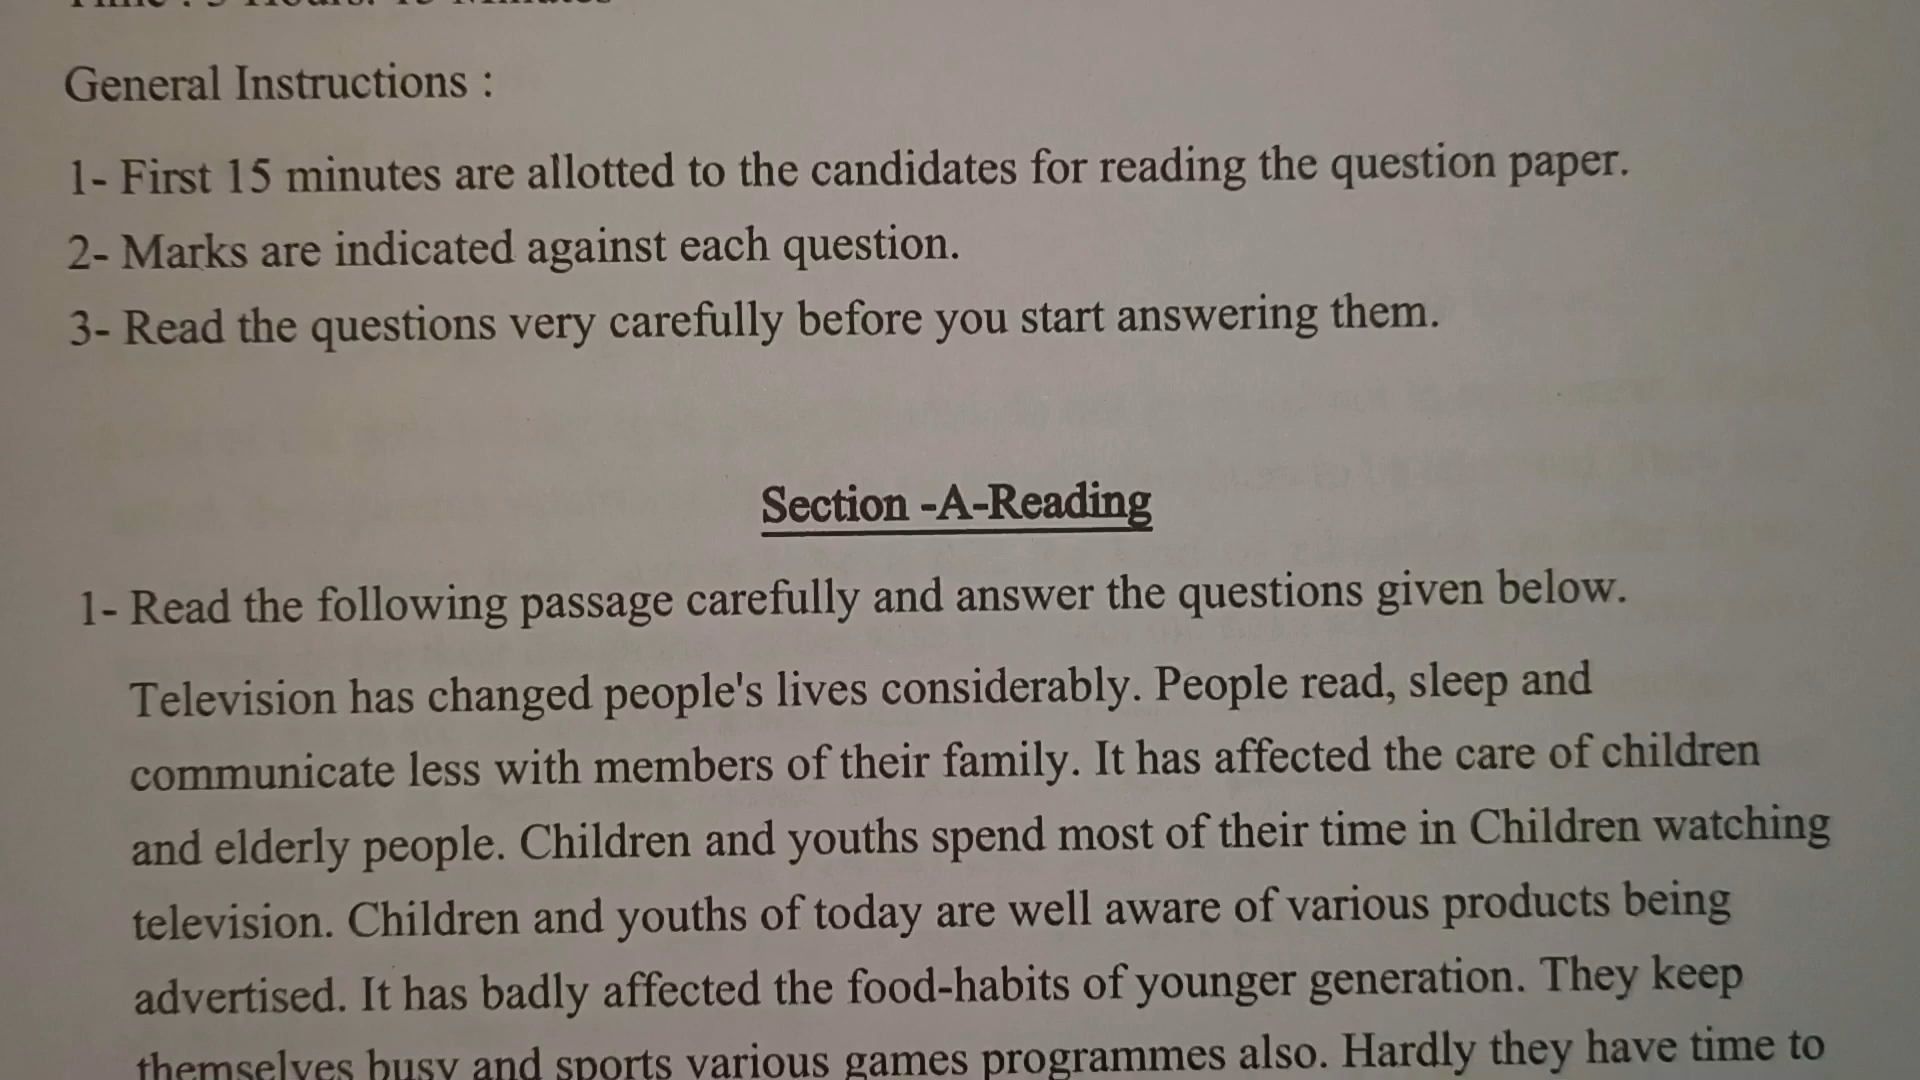 Time : 3 Hours. 15 Minutes
General Instructions :
1- First 15 minutes are allotted to the candidates for reading the question paper.
2- Marks are indicated against each question.
3- Read the questions very carefully before you start answering them.
Section -A-Reading
1- Read the following passage carefully and answer the questions given below.
Television has changed people's lives considerably. People read, sleep and
communicate less with members of their family. It has affected the care of children
and elderly people. Children and youths spend most of their time in Children watching
television. Children and youths of today are well aware of various products being
advertised. It has badly affected the food-habits of younger generation. They keep
themselves busy and sports various games programmes also. Hardly they have time to